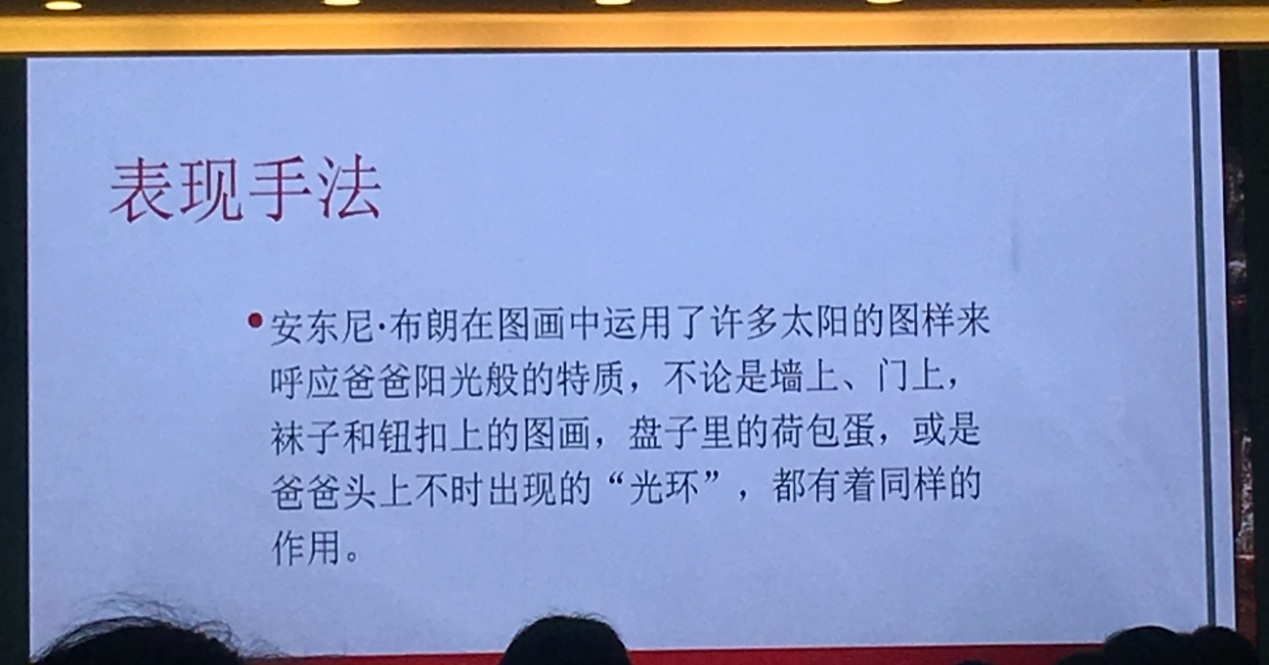 表现手法
•安东尼·布朗在图画中运用了许多太阳的图样来
呼应爸爸阳光般的特质，不论是墙上、门上，
袜子和钮扣上的图画，盘子里的荷包蛋，或是
爸爸头上不时出现的“光环”，都有着同样的
作用。